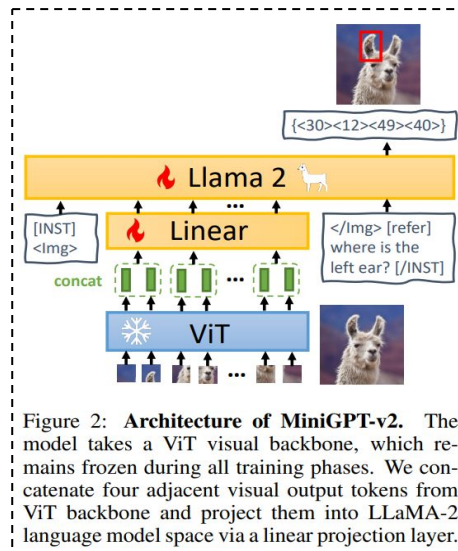 {<30><12><49><40>}
Llama 2
...
[INST]
<Img>
Linear
</Img> [refer]
where is the
left ear? [/INST]
concat
...
ViT
...
Figure 2: Architecture of MiniGPT-v2. The
model takes a ViT visual backbone, which re-
mains frozen during all training phases. We con-
catenate four adjacent visual output tokens from
ViT backbone and project them into LLaMA-2
language model space via a linear projection layer.